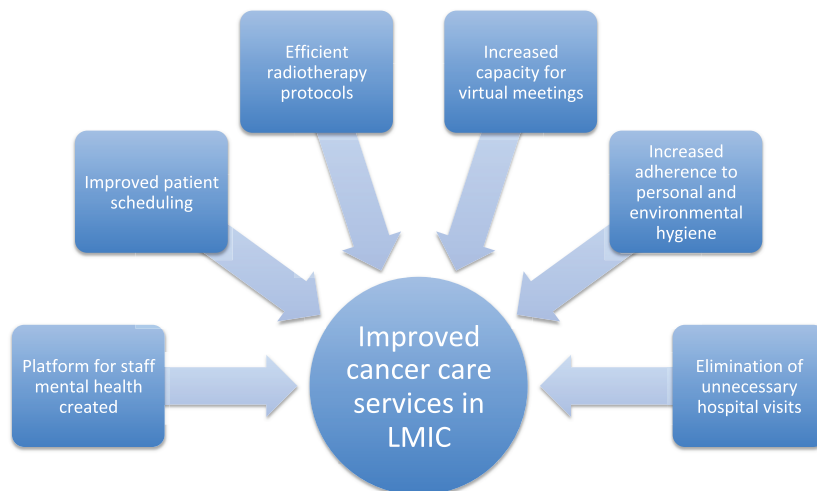 Efficient
radiotherapy
protocols
Increased
capacity for
virtual meetings
Improved patient
scheduling
Increased
adherence to
personal and
environmental
hygiene
Platform for staff
mental health
created
Improved
cancer care
services in
LMIC
Elimination of
unnecessary
hospital visits